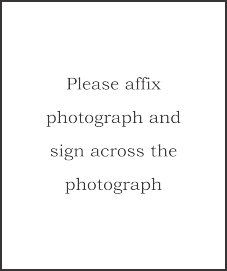 Please affix
photograph and
sign across the
photograph